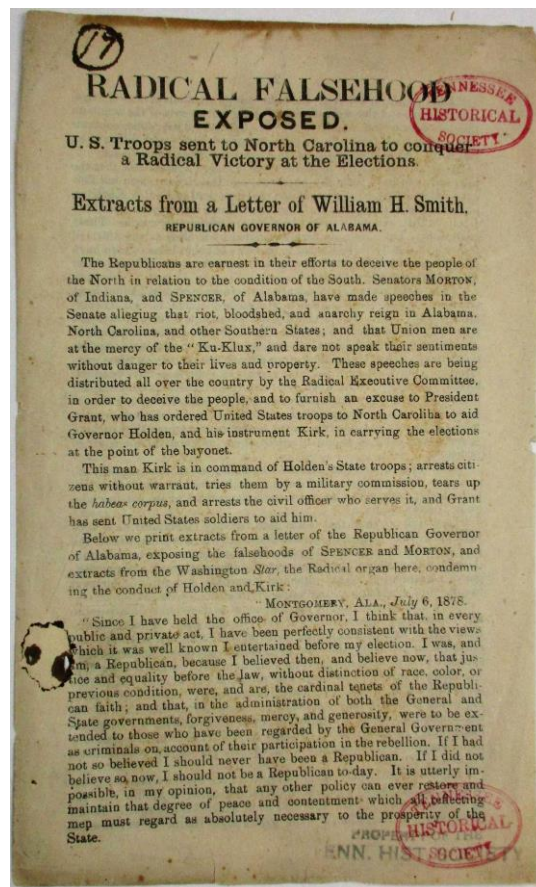 17
RADICAL FALSEHOOD
EXPOSED.
TENNESSEE
HISTORICAL
SOCIETY
U. S. Troops sent to North Carolina to conquer
a Radical Victory at the Elections.
Extracts from a Letter of William H. Smith,
REPUBLICAN GOVERNOR OF ALABAMA.
The Republicans are earnest in their efforts to deceive the people of
the North in relation to the condition of the South. Senators MORTON,
of Indiana, and SPENCER, of Alabama, have made speeches in the
Senate alleging that riot, bloodshed, and anarchy reign in Alabama,
North Carolina, and other Southern States; and that Union men are
at the mercy of the "Ku-Klux," and dare not speak their sentiments
without danger to their lives and property. These speeches are being
distributed all over the country by the Radical Executive Committee,
in order to deceive the people, and to furnish an excuse to President
Grant, who has ordered United States troops to North Carolina to aid
Governor Holden, and his instrument Kirk, in carrying the elections
at the point of the bayonet.
This man Kirk is in command of Holden's State troops; arrests citi-
zens without warrant, tries them by a military commission, tears up
the habeas corpus, and arrests the civil officer who serves it, and Grant
has sent United States soldiers to aid him.
Below we print extracts from a letter of the Republican Governor
of Alabama, exposing the falsehoods of SPENCER and MORTON, and
extracts from the Washington Star, the Radical organ here, condemn
ing the conduct of Holden and Kirk:
"MONTGOMERY, ALA., July 6, 1878.
"Since I have held the office of Governor, I think that, in every
public and private act, I have been perfectly consistent with the views
which it was well known I entertained before my election. I was, and
am, a Republican, because I believed then, and believe now, that jus-
tice and equality before the law, without distinction of race, color, or
previous condition, were, and are, the cardinal tenets of the Republi-
can faith; and that, in the administration of both the General and
State governments, forgiveness, mercy, and generosity, were to be ex-
tended to those who have been regarded by the General Government
as criminals on account of their participation in the rebellion. If I had
not so believed I should never have been a Republican. If I did not
believe so now, I should not be a Republican to-day. It is utterly im-
possible, in my opinion, that any other policy can ever restore and
maintain that degree of peace and contentment which all reflecting
men must regard as absolutely necessary to the prosperity of the
State.
TENNESSEE
HISTORICAL
SOCIETY
PROPERTY OF THE
TENN. HIST. SOCIETY